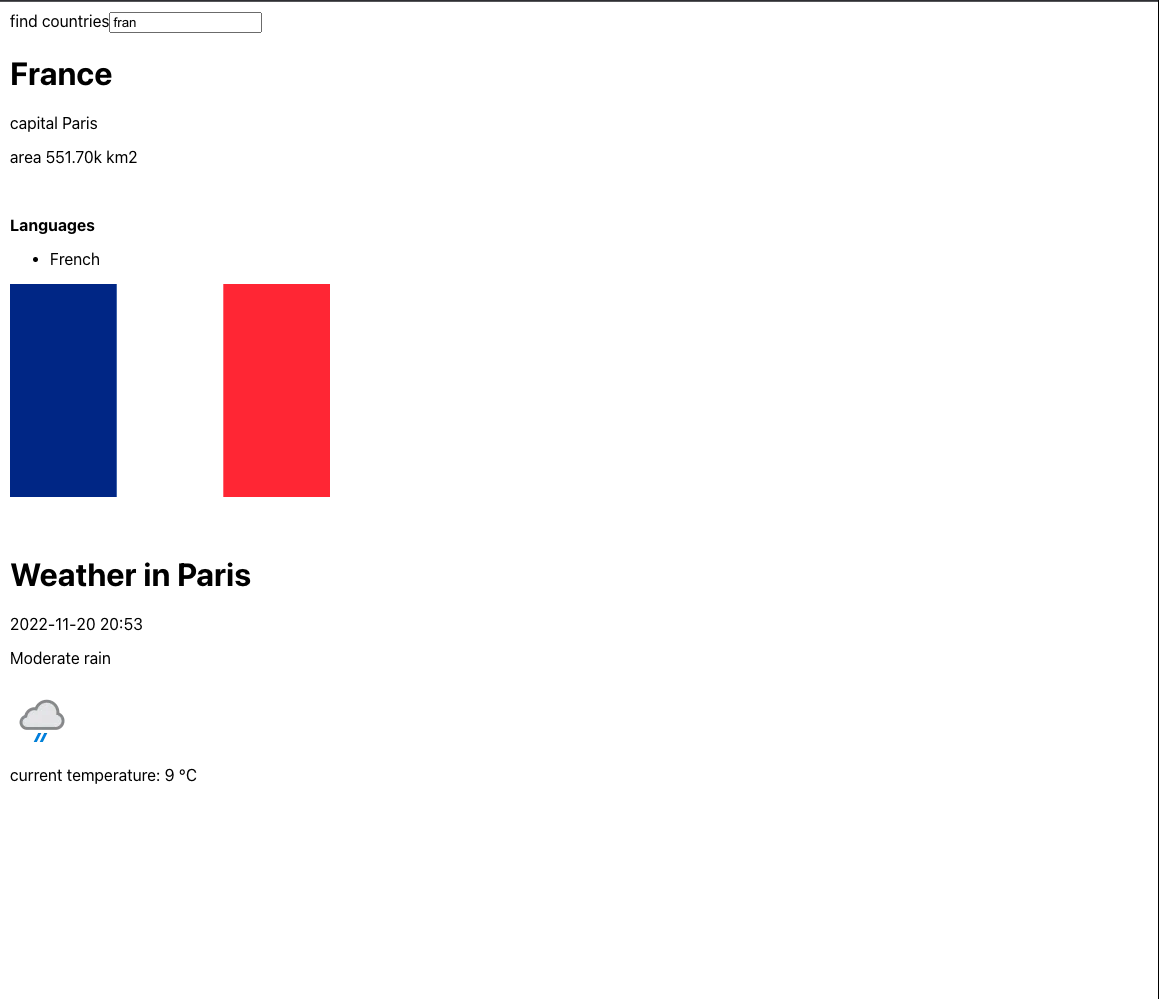 find countries fran
France
capital Paris
area 551.70k km2
Languages
• French
Weather in Paris
2022-11-20 20:53
Moderate rain
current temperature: 9 °C